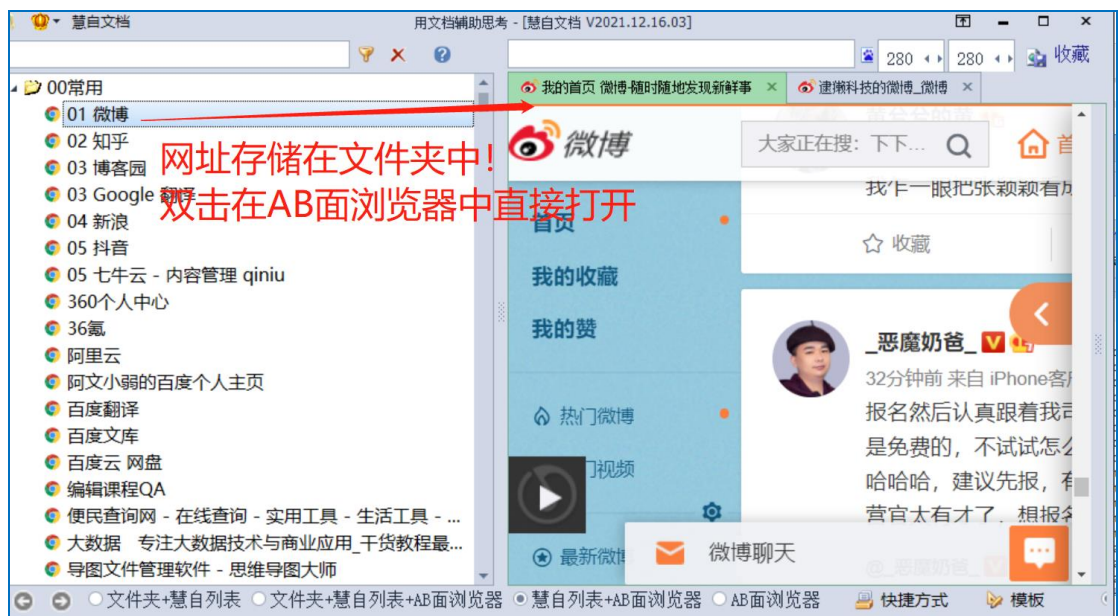 慧自文档
用文档辅助思考 - [慧自文档 V2021.12.16.03]
280
280
收藏
00常用
01 微博
02 知乎
03 博客园
03 Google 翻译
04 新浪
05 抖音
05 七牛云 - 内容管理 qiniu
360个人中心
36氪
阿里云
阿文小弱的百度个人主页
百度翻译
百度文库
百度云 网盘
编辑课程QA
便民查询网 - 在线查询 - 实用工具 - 生活工具 - ...
大数据 专注大数据技术与商业应用_干货教程最...
导图文件管理软件 - 思维导图大师
网址存储在文件夹中!
双击在AB面浏览器中直接打开
我的首页 微博-随时随地发现新鲜事
逮懒科技的微博_微博
微博
大家正在搜：下下...
首
首页
我的收藏
我的赞
热门微博
门视频
最新微博
我乍一眼把张颖颖看成
收藏
_恶魔奶爸_
32分钟前 来自 iPhone客户
报名然后认真跟着我司
是免费的，不试试怎么
哈哈哈，建议先报，有
营官太有才了，想报名
微博聊天
文件夹+慧自列表
文件夹+慧自列表+AB面浏览器
慧自列表+AB面浏览器
AB面浏览器
快捷方式
模板